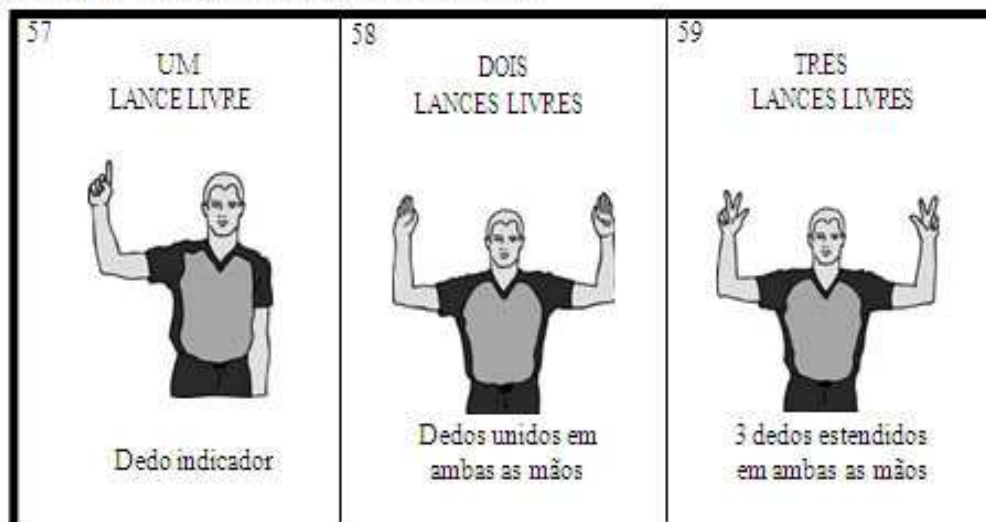 57
UM
LANCE LIVRE
Dedo indicador
58
DOIS
LANCES LIVRES
Dedos unidos em
ambas as mãos
59
TRÊS
LANCES LIVRES
3 dedos estendidos
em ambas as mãos